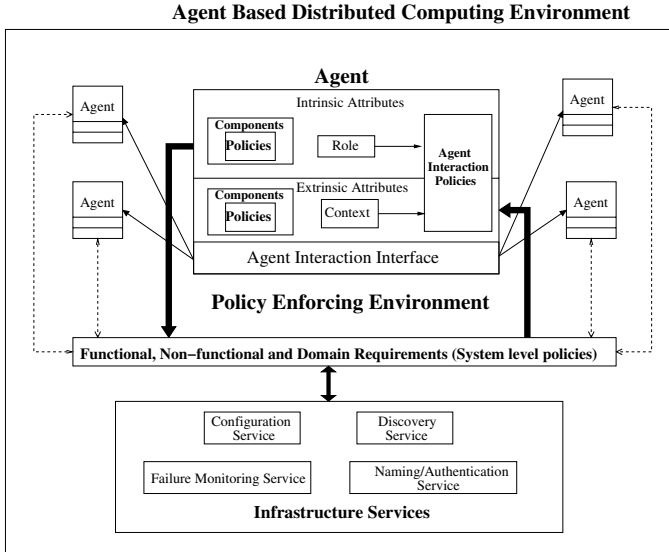 Agent Based Distributed Computing Environment
Agent
Intrinsic Attributes
Agent
Agent
Components
Policies
Role
Agent
Interaction
Policies
Extrinsic Attributes
Components
Policies
Context
Agent
Agent
Agent Interaction Interface
Policy Enforcing Environment
Functional, Non−functional and Domain Requirements (System level policies)
Configuration
Service
Discovery
Service
Failure Monitoring Service
Naming/Authentication
Service
Infrastructure Services